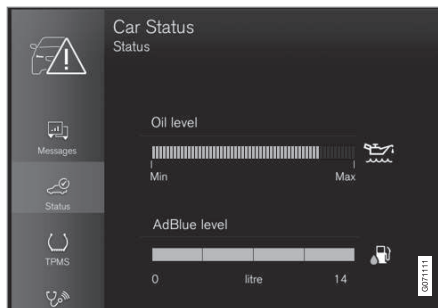 Car Status
Status
Messages
Status
TPMS
Oil level
Min Max
AdBlue level
0 litre 14
G071111